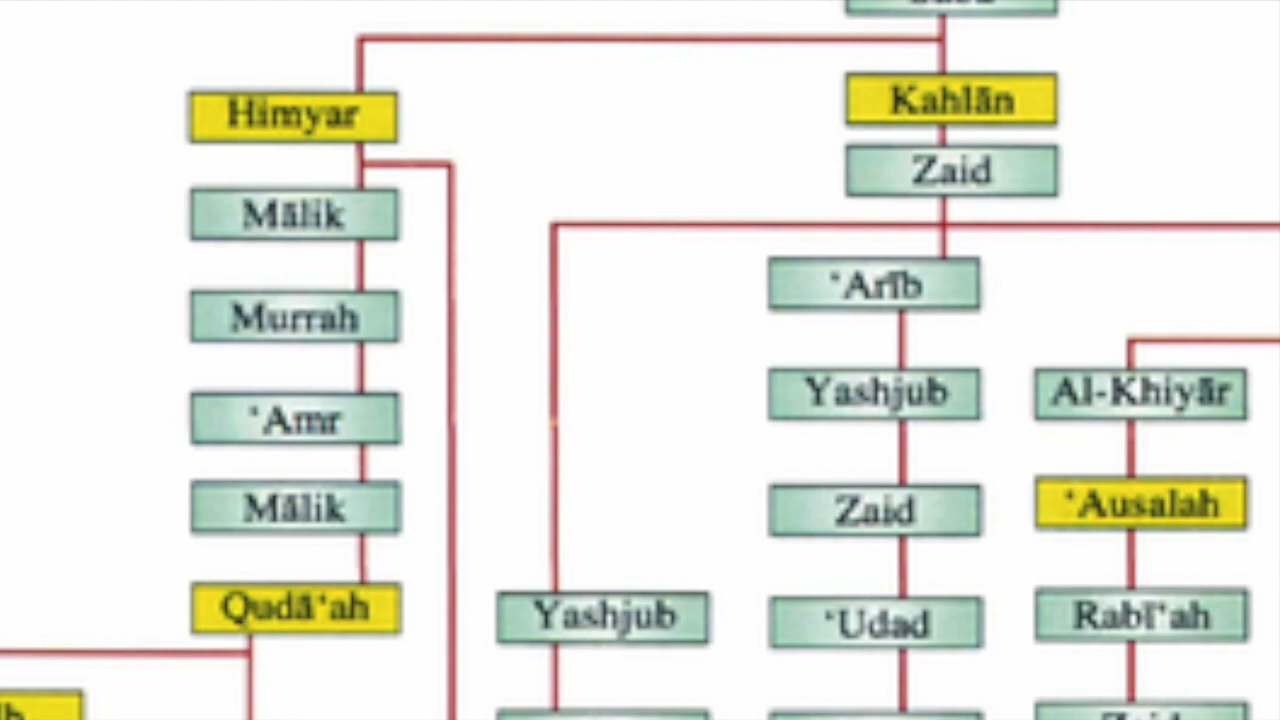 Himyar
Kahlān
Zaid
Mālik
‘Arīb
Murrah
Yashjub
Al-Khiyār
‘Amr
Mālik
Zaid
‘Ausalah
Qudā‘ah
Yashjub
‘Udad
Rabī‘ah